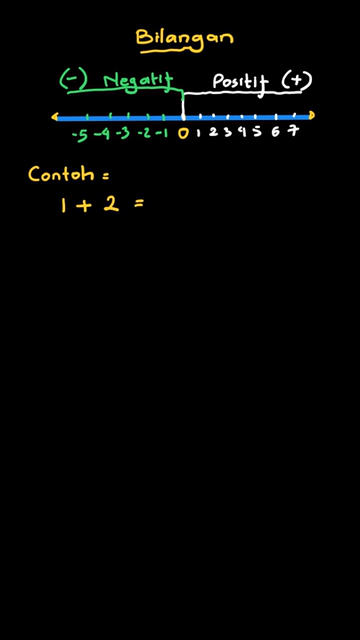 Bilangan
(-) Negatif Positif (+)
-5 -4 -3 -2 -1 0 1 2 3 4 5 6 7
Contoh =
1 + 2 =